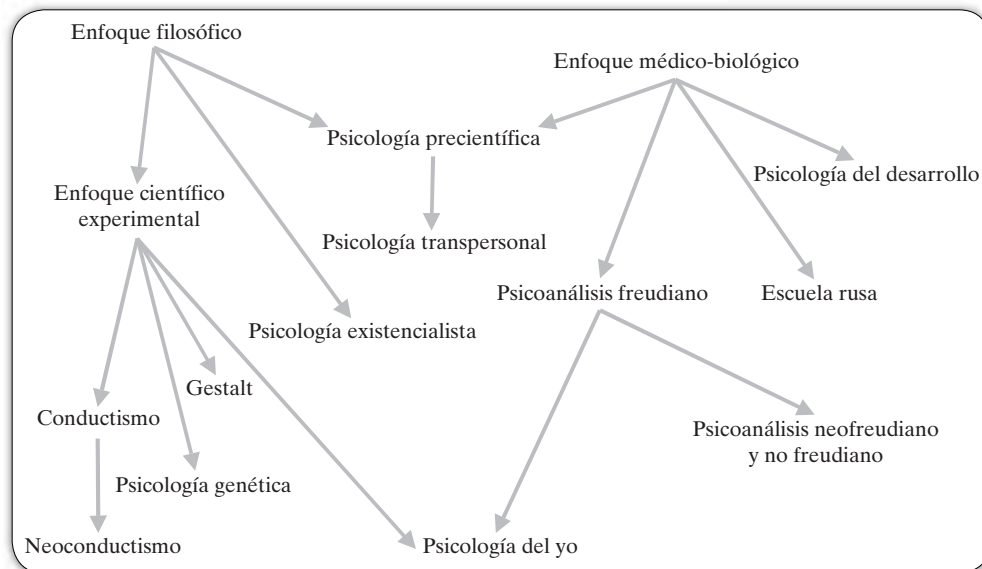 Enfoque filosófico
Enfoque médico-biológico
Psicología precientífica
Psicología del desarrollo
Enfoque científico
experimental
Psicología transpersonal
Psicoanálisis freudiano
Escuela rusa
Psicología existencialista
Gestalt
Conductismo
Psicoanálisis neofreudiano
y no freudiano
Psicología genética
Neoconductismo
Psicología del yo